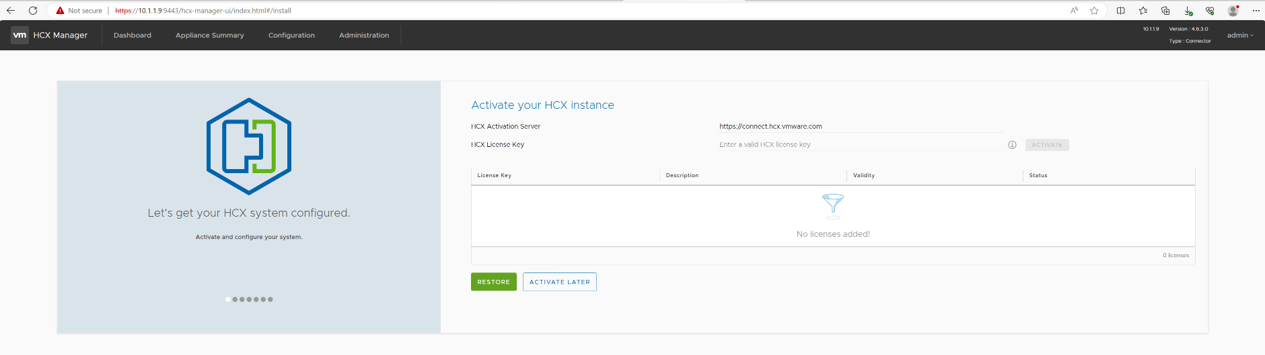 Not secure https://10.1.1.9:9443/hcx-manager-ui/index.html#/install
vm HCX Manager Dashboard Appliance Summary Configuration Administration 10.1.1.9 Version : 4.6.3.0 admin
Type : Connector
Activate your HCX instance
HCX Activation Server https://connect.hcx.vmware.com
HCX License Key Enter a valid HCX license key ACTIVATE
License Key Description Validity Status
Let's get your HCX system configured.
Activate and configure your system.
No licenses added!
0 licenses
RESTORE ACTIVATE LATER